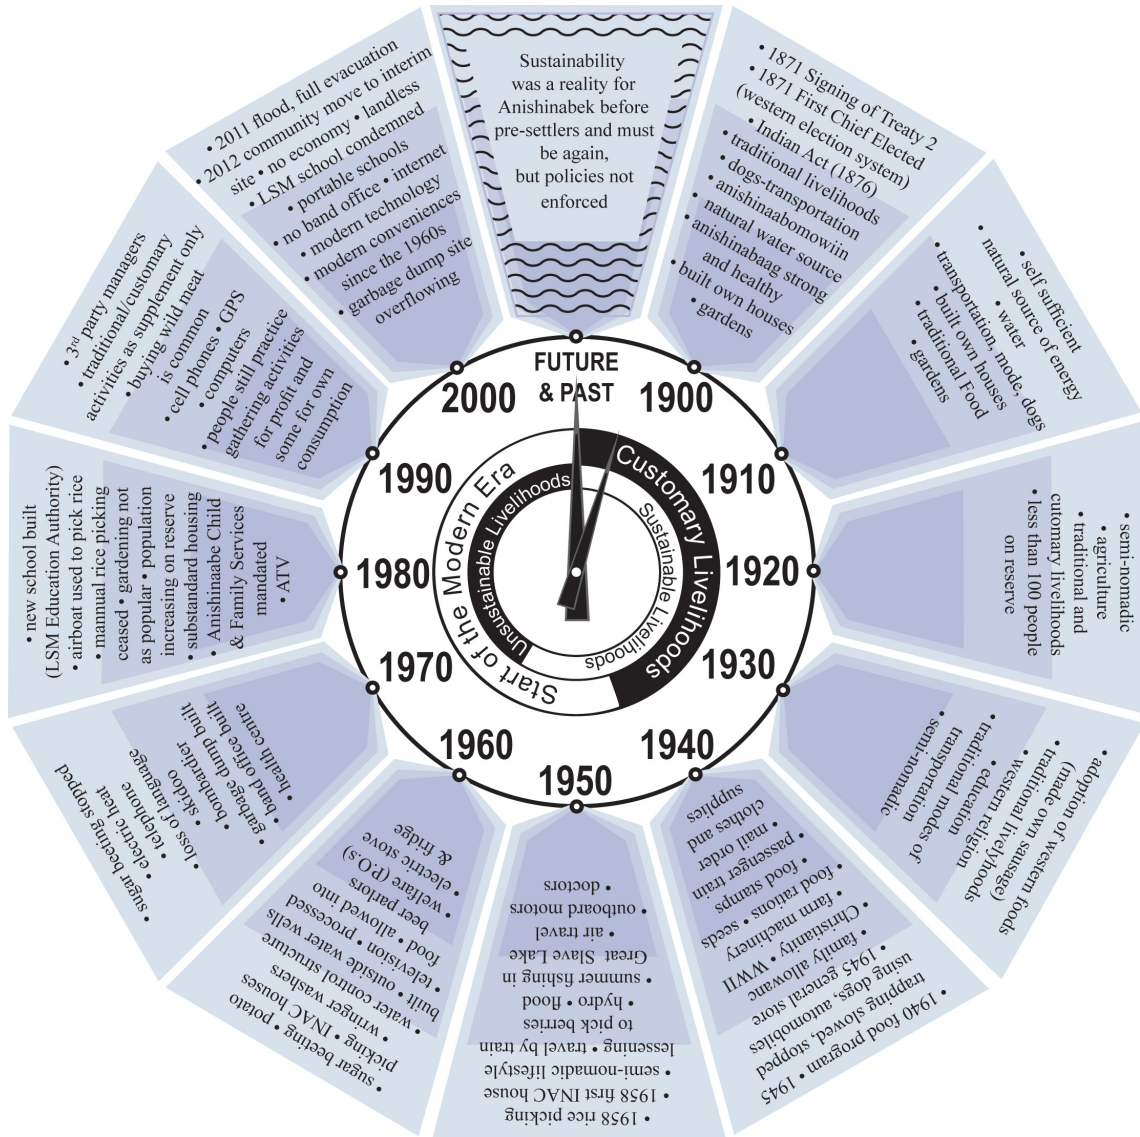 Sustainability
was a reality for
Anishinabek before
pre-settlers and must
be again,
but policies not
enforced
• 1871 Signing of Treaty 2
• 1871 First Chief Elected
(western election system)
• Indian Act (1876)
• traditional livelihoods
• dogs-transportation
• anishinaabomowiin
• natural water source
• anishinabaag strong
and healthy
• built own houses
• gardens
• self sufficient
natural source of energy
• water
• transportation, mode, dogs
• built own houses
• traditional Food
• gardens
• semi-nomadic
• agriculture
• traditional and
cutomary livelihoods
• less than 100 people
on reserve
• adoption of western foods
(made own sausage)
• traditional livelyhoods
• western religion
• education
• traditional modes of
transportation
• semi-nomadic
• 1940 food program • 1945
trapping slowed, stopped
using dogs, automobiles
• 1945 general store
• family allowanc
• Christianity • WWII
• farm machinery
• food rations • seeds
• food stamps
• passenger train
• mail order
clothes and
supplies
• 1958 rice picking
• 1958 first INAC house
• semi-nomadic lifestyle
lessening • travel by train
to pick berries
• hydro • flood
• summer fishing in
Great Slave Lake
• air travel
• outboard motors
• doctors
• sugar beeting • potato
picking • INAC houses
• wringer washers
• water control structure
built • outside water wells
• television • processed
food • allowed into
beer parlors
• welfare (P.O.s)
• electric stove
& fridge
• sugar beeting stopped
• electric heat
• telephone
• loss of language
• skidoo
• bombardier
• garbage dump built
• band office built
• health centre
• new school built
(LSM Education Authority)
• airboat used to pick rice
• mannual rice picking
ceased • gardening not
as popular • population
increasing on reserve
• substandard housing
• Anishinaabe Child
& Family Services
mandated
• ATV
• 3rd party managers
• traditional/customary
activities as supplement only
• buying wild meat
is common
• cell phones • GPS
• computers
• people still practice
gathering activities
for profit and
some for own
consumption
• 2011 flood, full evacuation
• 2012 community move to interim
site • no economy • landless
• LSM school condemned
• portable schools
• no band office • internet
• modern technology
• modern conveniences
since the 1960s
• garbage dump site
overflowing
FUTURE
& PAST
1900
1910
1920
1930
1940
1950
1960
1970
1980
1990
2000
Customary Livelihoods
Sustainable Livelihoods
Start of the Modern Era
Unsustainable Livelihoods